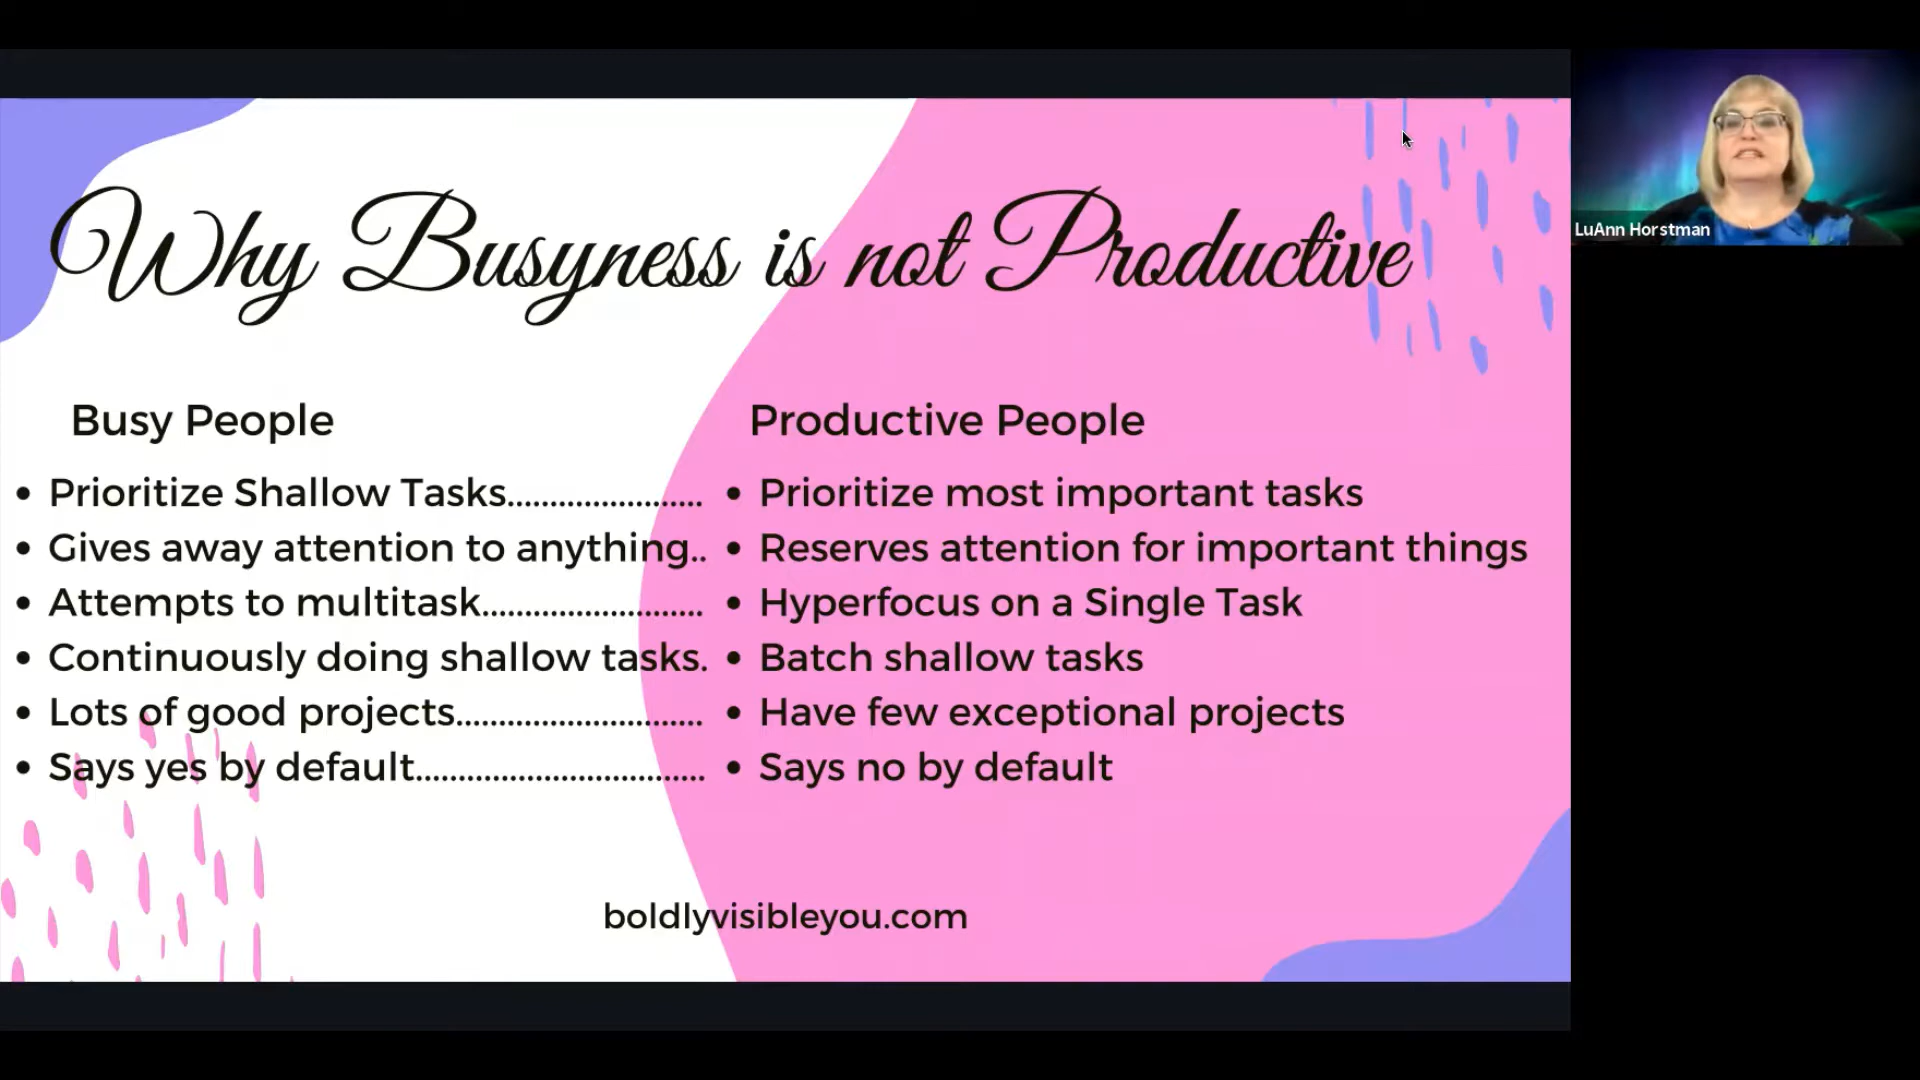 Why Busyness is not Productive
LuAnn Horstman
Busy People
Productive People
Prioritize Shallow Tasks.......................
Prioritize most important tasks
Gives away attention to anything..
Reserves attention for important things
Attempts to multitask..........................
Hyperfocus on a Single Task
Continuously doing shallow tasks.
Batch shallow tasks
Lots of good projects.............................
Have few exceptional projects
Says yes by default..................................
Says no by default
boldlyvisibleyou.com